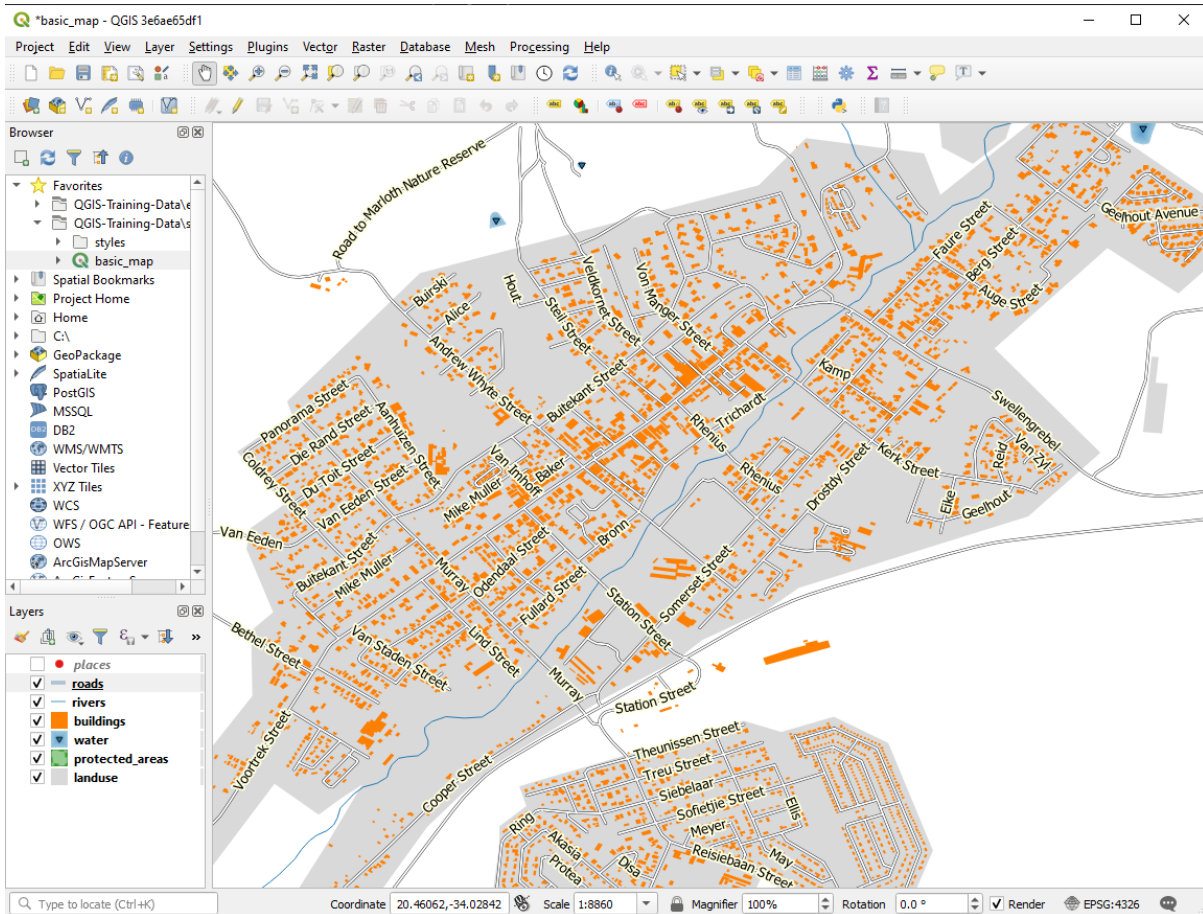 *basic_map - QGIS 3e6ae65df1
Project Edit View Layer Settings Plugins Vector Raster Database Mesh Processing Help
Browser
Favorites
QGIS-Training-Data\e
QGIS-Training-Data\s
styles
basic_map
Spatial Bookmarks
Project Home
Home
C:\
GeoPackage
SpatiaLite
PostGIS
MSSQL
DB2
WMS/WMTS
Vector Tiles
XYZ Tiles
WCS
WFS / OGC API - Feature
OWS
ArcGisMapServer
Layers
places
roads
rivers
buildings
water
protected_areas
landuse
Road to Marloth Nature Reserve
Geelhout Avenue
Faure Street
Berg Street
Auge Street
Buirski
Alice
Hout
Steil Street
Veldkornet Street
Von Manger Street
Andrew Whyte Street
Buitekant Street
Kamp
Swellengrebel
Panorama Street
Die Rand Street
Aanhuizen Street
Du Toit Street
Coldrey Street
Van Eeden Street
Van Imhoff
Baker
Mike Muller
Rhenius
Trichardt
Rhenius
Drostdy Street
Kerk Street
Reid
Van Zyl
Eike
Geelhout
Van Eeden
Buitekant Street
Mike Muller
Murray
Odendaal Street
Bronn
Fullard Street
Station Street
Somerset Street
Bethel Street
Van Staden Street
Lind Street
Murray
Station Street
Voortrek Street
Cooper Street
Theunissen Street
Treu Street
Siebelaar
Sofietjie Street
Ellis
Meyer
Ring
Akasia
Protea
Disa
Reisiebaan Street
May
Type to locate (Ctrl+K) Coordinate 20.46062,-34.02842 Scale 1:8860 Magnifier 100% Rotation 0.0 ° Render EPSG:4326